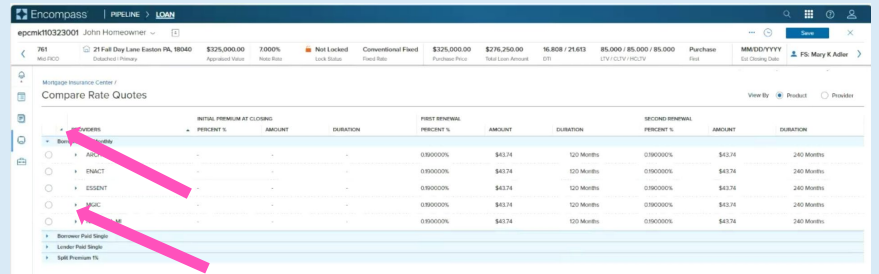 Encompass | PIPELINE > LOAN
epcmk110323001 John Homeowner
761 21 Fall Day Lane Easton PA, 18040 $325,000.00 7.000% Not Locked Conventional Fixed $325,000.00 $276,250.00 16.808 / 21.613 85.000 / 85.000 / 85.000 Purchase MM/DD/YYYY FS: Mary K Adler
Mid FICO Detached | Primary Appraised Value Note Rate Lock Status Fixed Rate Purchase Price Total Loan Amount DTI LTV / CLTV / HCLTV First Est Closing Date
Save
Mortgage Insurance Center /
Compare Rate Quotes
View By Product Provider
INITIAL PREMIUM AT CLOSING FIRST RENEWAL SECOND RENEWAL
PERCENT % AMOUNT DURATION PERCENT % AMOUNT DURATION PERCENT % AMOUNT DURATION
- - - 0.190000% $43.74 120 Months 0.190000% $43.74 240 Months
ENACT - - - 0.190000% $43.74 120 Months 0.190000% $43.74 240 Months
ESSENT - - - 0.190000% $43.74 120 Months 0.190000% $43.74 240 Months
MGIC - - - 0.190000% $43.74 120 Months 0.190000% $43.74 240 Months
MI - - - 0.190000% $43.74 120 Months 0.190000% $43.74 240 Months
Borrower Paid Single
Lender Paid Single
Split Premium 1%